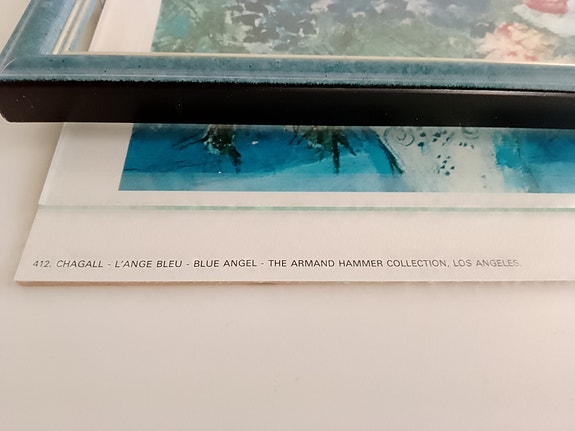 412. CHAGALL - L'ANGE BLEU - BLUE ANGEL - THE ARMAND HAMMER COLLECTION, LOS ANGELES.